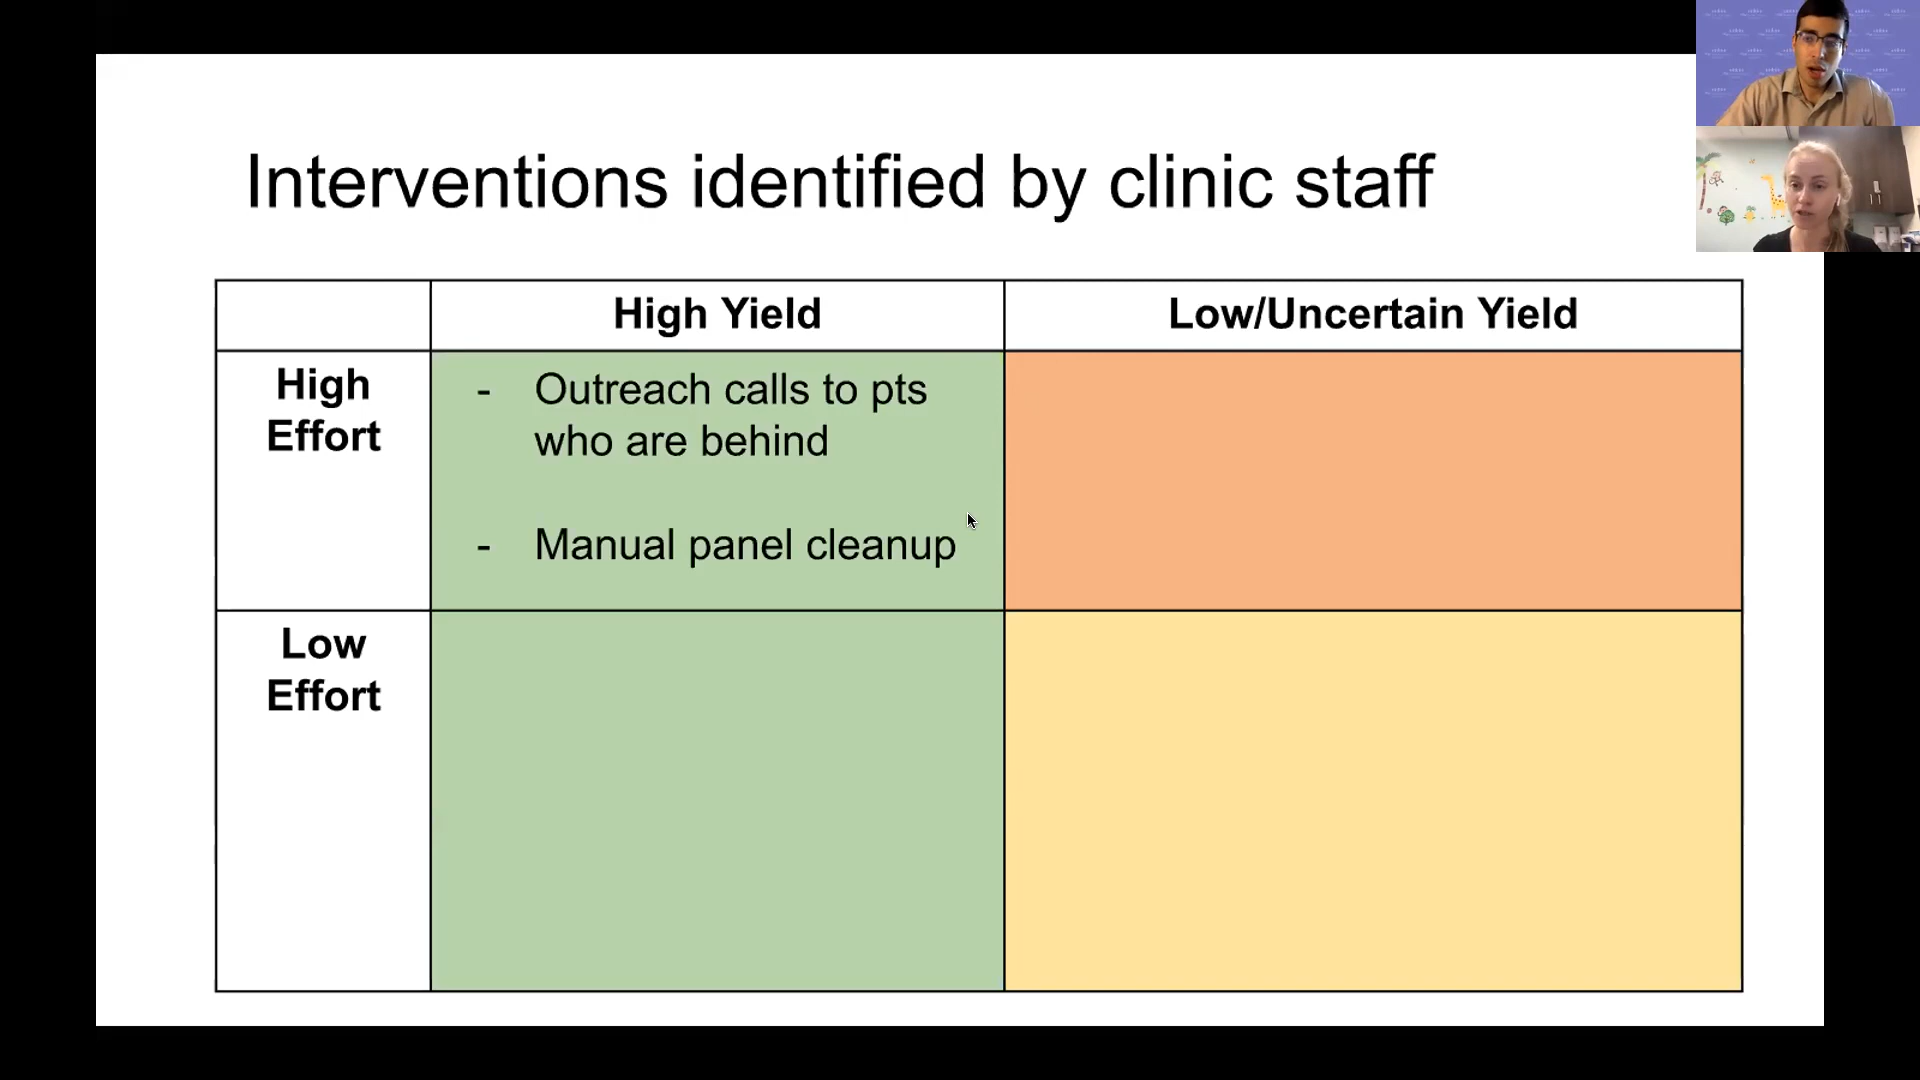 Interventions identified by clinic staff
High Yield
Low/Uncertain Yield
High
Effort
- Outreach calls to pts
who are behind
- Manual panel cleanup
Low
Effort